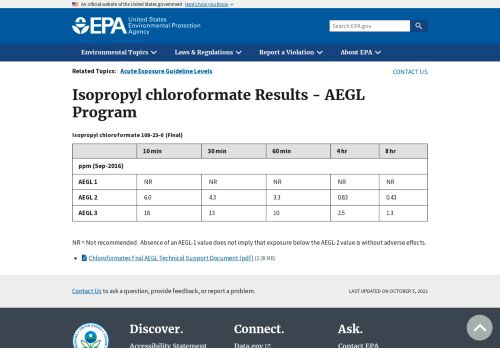 An official website of the United States government Here's how you know
EPA United States Environmental Protection Agency
Search EPA.gov
Environmental Topics Laws & Regulations Report a Violation About EPA
Related Topics: Acute Exposure Guideline Levels
CONTACT US
Isopropyl chloroformate Results - AEGL
Program
Isopropyl chloroformate 108-23-6 (Final)
10 min 30 min 60 min 4 hr 8 hr
ppm (Sep-2016)
AEGL 1 NR NR NR NR NR
AEGL 2 6.0 4.3 3.3 0.83 0.43
AEGL 3 18 13 10 2.5 1.3
NR = Not recommended. Absence of an AEGL-1 value does not imply that exposure below the AEGL-2 value is without adverse effects.
Chloroformates Fnal AEGL Technical Support Document (pdf) (2.28 MB)
Contact Us to ask a question, provide feedback, or report a problem.
LAST UPDATED ON OCTOBER 5, 2022
Discover. Connect. Ask.
Accessibility Statement Data.gov Contact EPA